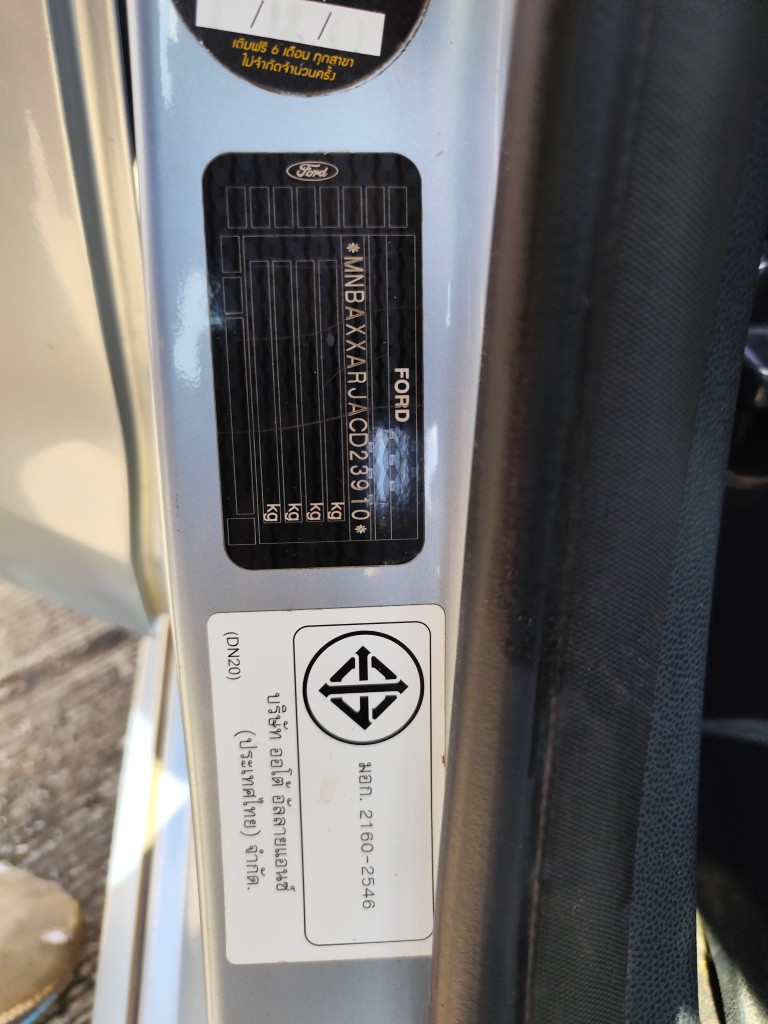 / /
เติมฟรี 6 เดือน ทุกสาขา
ไม่จำกัดจำนวนครั้ง
Ford
FORD
*MNBAXXARJACD23910*
kg
kg
kg
kg
มอก. 2160-2546
บริษัท ออโต้ อัลลายแอนซ์
(ประเทศไทย) จำกัด.
(DN20)